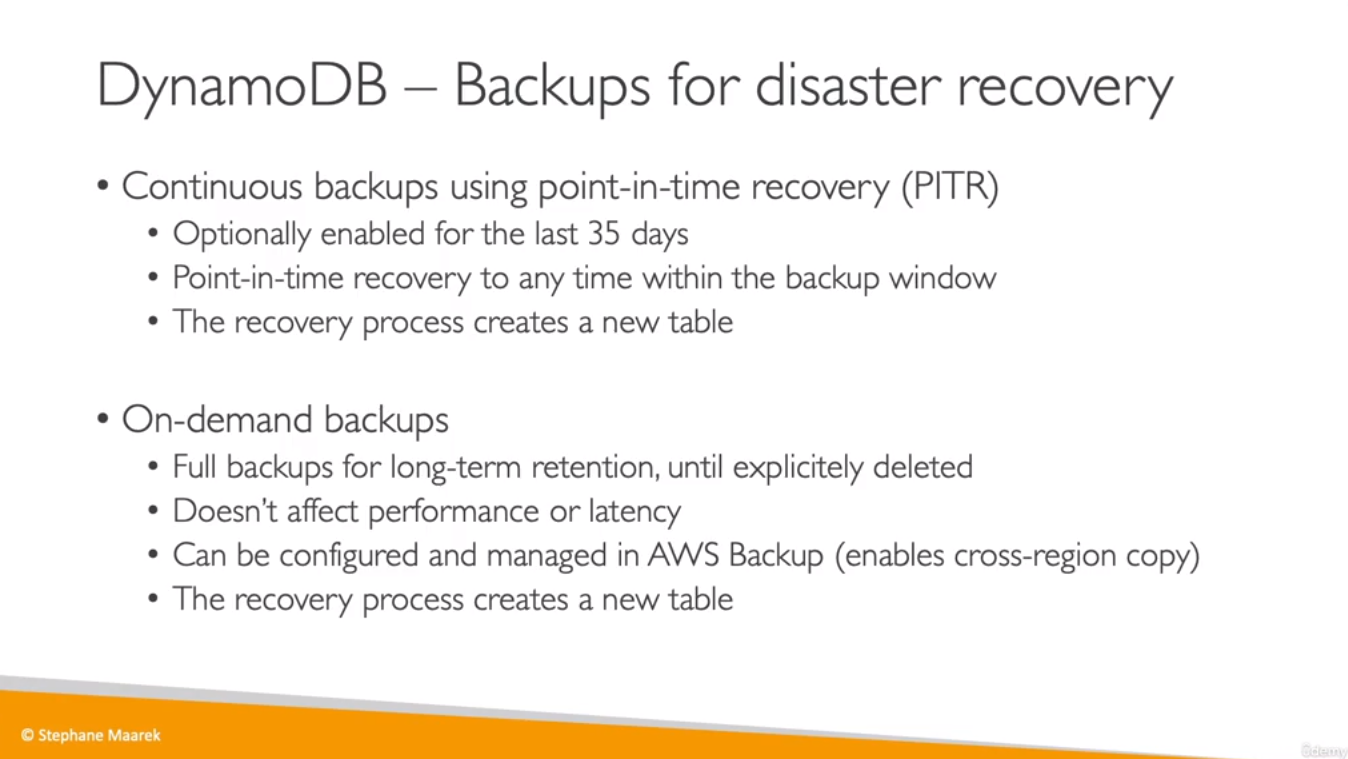 DynamoDB – Backups for disaster recovery
• Continuous backups using point-in-time recovery (PITR)
• Optionally enabled for the last 35 days
• Point-in-time recovery to any time within the backup window
• The recovery process creates a new table
• On-demand backups
• Full backups for long-term retention, until explicitely deleted
• Doesn't affect performance or latency
• Can be configured and managed in AWS Backup (enables cross-region copy)
• The recovery process creates a new table
© Stephane Maarek
ûdemy